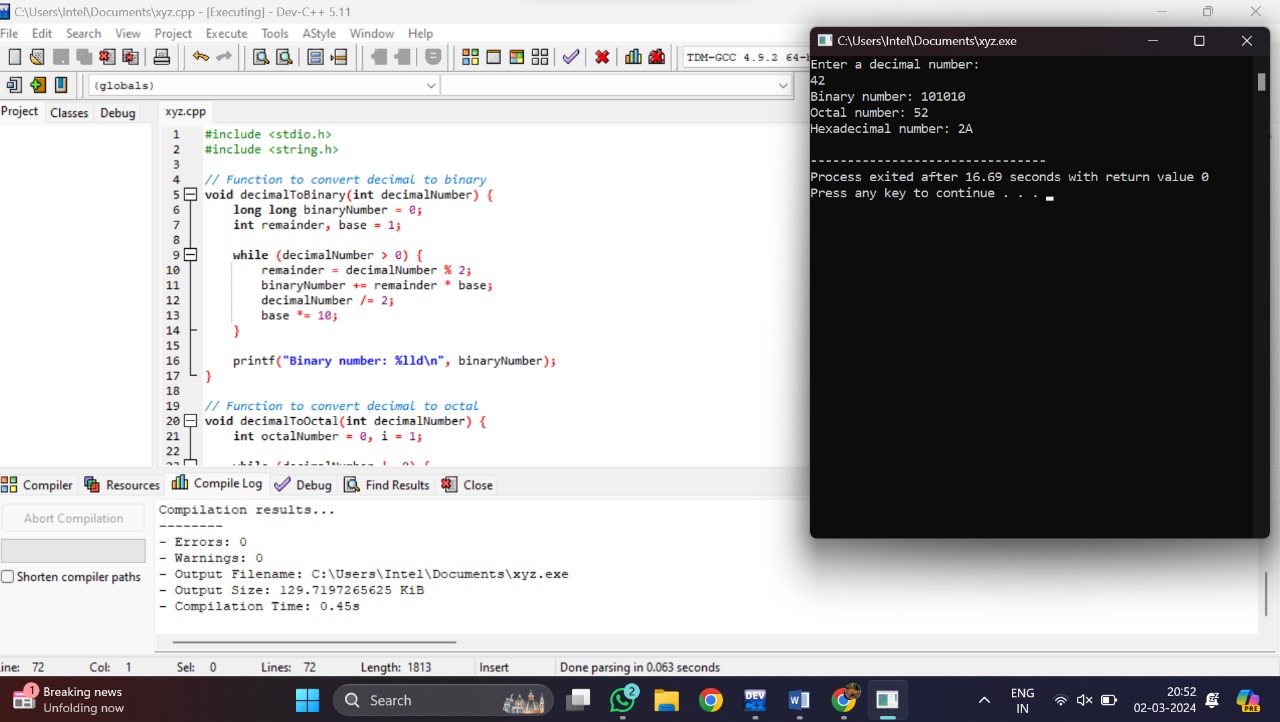 C:\Users\Intel\Documents\xyz.cpp - [Executing] - Dev-C++ 5.11
File Edit Search View Project Execute Tools AStyle Window Help
TDM-GCC 4.9.2 64-
(globals)
Project Classes Debug
xyz.cpp
1 #include <stdio.h>
2 #include <string.h>
3
4 // Function to convert decimal to binary
5 void decimalToBinary(int decimalNumber) {
6 long long binaryNumber = 0;
7 int remainder, base = 1;
8
9 while (decimalNumber > 0) {
10 remainder = decimalNumber % 2;
11 binaryNumber += remainder * base;
12 decimalNumber /= 2;
13 base *= 10;
14 }
15
16 printf("Binary number: %lld\n", binaryNumber);
17 }
18
19 // Function to convert decimal to octal
20 void decimalToOctal(int decimalNumber) {
21 int octalNumber = 0, i = 1;
22
C:\Users\Intel\Documents\xyz.exe
Enter a decimal number:
42
Binary number: 101010
Octal number: 52
Hexadecimal number: 2A
--------------------------------
Process exited after 16.69 seconds with return value 0
Press any key to continue . . .
Compiler Resources Compile Log Debug Find Results Close
Abort Compilation
Shorten compiler paths
Compilation results...
--------
- Errors: 0
- Warnings: 0
- Output Filename: C:\Users\Intel\Documents\xyz.exe
- Output Size: 129.7197265625 KiB
- Compilation Time: 0.45s
ine: 72 Col: 1 Sel: 0 Lines: 72 Length: 1813 Insert Done parsing in 0.063 seconds
1
Breaking news
Unfolding now
Search
DEV
2
W
ENG
IN
20:52
02-03-2024
PRE